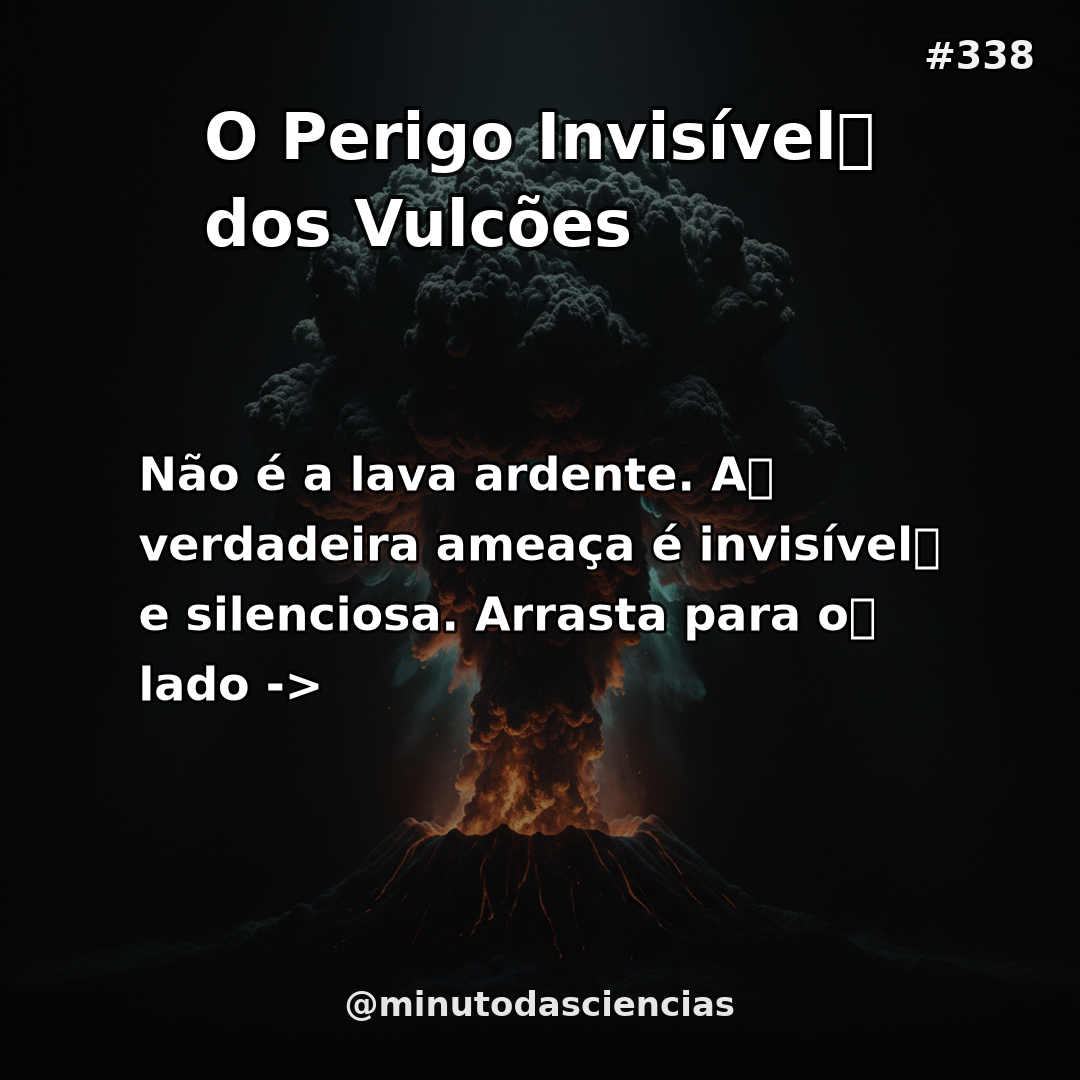 #338
O Perigo Invisível▯
dos Vulcões
Não é a lava ardente. A▯
verdadeira ameaça é invisível▯
e silenciosa. Arrasta para o▯
lado ->
@minutodasciencias